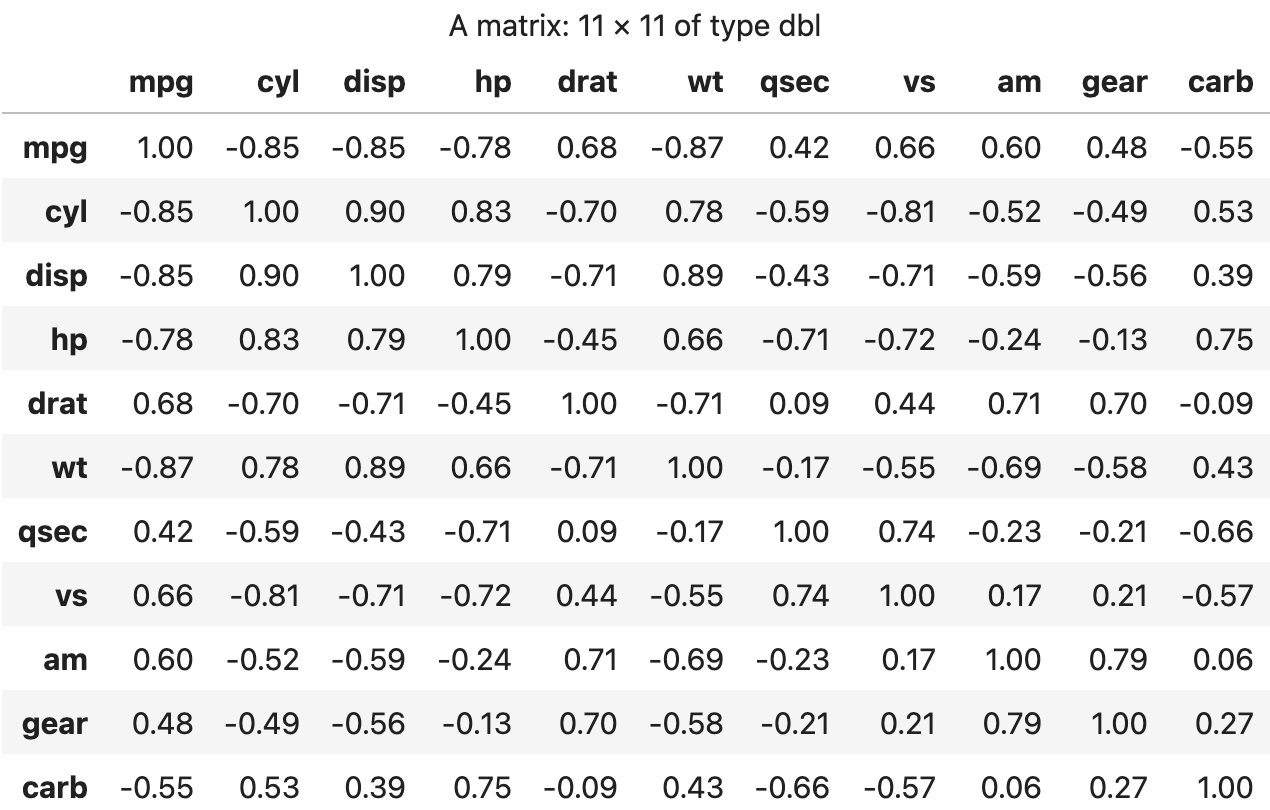 A matrix: 11 × 11 of type dbl
mpg cyl disp hp drat wt qsec vs am gear carb
mpg 1.00 -0.85 -0.85 -0.78 0.68 -0.87 0.42 0.66 0.60 0.48 -0.55
cyl -0.85 1.00 0.90 0.83 -0.70 0.78 -0.59 -0.81 -0.52 -0.49 0.53
disp -0.85 0.90 1.00 0.79 -0.71 0.89 -0.43 -0.71 -0.59 -0.56 0.39
hp -0.78 0.83 0.79 1.00 -0.45 0.66 -0.71 -0.72 -0.24 -0.13 0.75
drat 0.68 -0.70 -0.71 -0.45 1.00 -0.71 0.09 0.44 0.71 0.70 -0.09
wt -0.87 0.78 0.89 0.66 -0.71 1.00 -0.17 -0.55 -0.69 -0.58 0.43
qsec 0.42 -0.59 -0.43 -0.71 0.09 -0.17 1.00 0.74 -0.23 -0.21 -0.66
vs 0.66 -0.81 -0.71 -0.72 0.44 -0.55 0.74 1.00 0.17 0.21 -0.57
am 0.60 -0.52 -0.59 -0.24 0.71 -0.69 -0.23 0.17 1.00 0.79 0.06
gear 0.48 -0.49 -0.56 -0.13 0.70 -0.58 -0.21 0.21 0.79 1.00 0.27
carb -0.55 0.53 0.39 0.75 -0.09 0.43 -0.66 -0.57 0.06 0.27 1.00